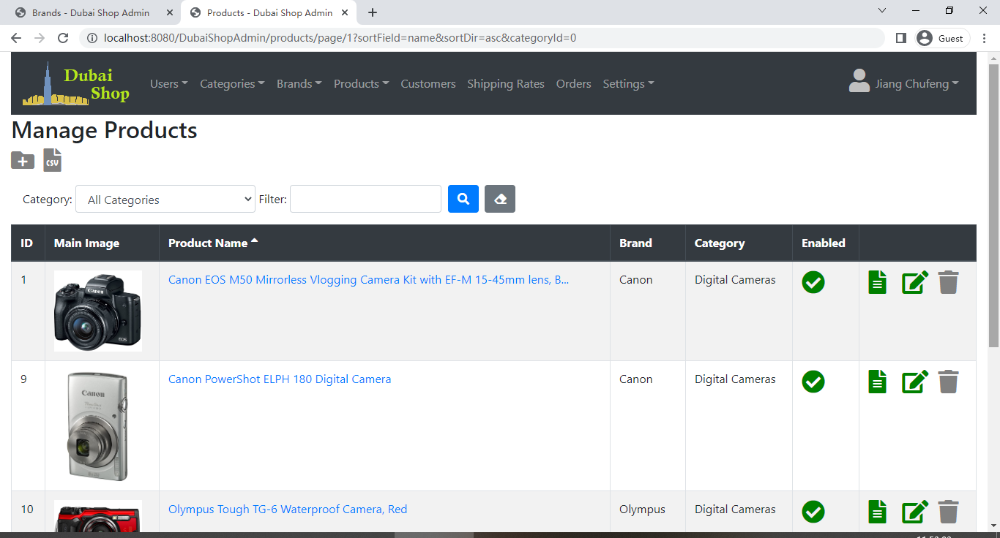 Brands - Dubai Shop Admin
Products - Dubai Shop Admin
localhost:8080/DubaiShopAdmin/products/page/1?sortField=name&sortDir=asc&categoryId=0
Guest
Dubai
Shop
Users Categories Brands Products Customers Shipping Rates Orders Settings
Jiang Chufeng
Manage Products
CSV
Category: All Categories Filter:
ID Main Image Product Name Brand Category Enabled
1 Canon EOS M50 Mirrorless Vlogging Camera Kit with EF-M 15-45mm lens, B... Canon Digital Cameras
Canon
EOS
9 Canon PowerShot ELPH 180 Digital Camera Canon Digital Cameras
Canon
10 Olympus Tough TG-6 Waterproof Camera, Red Olympus Digital Cameras